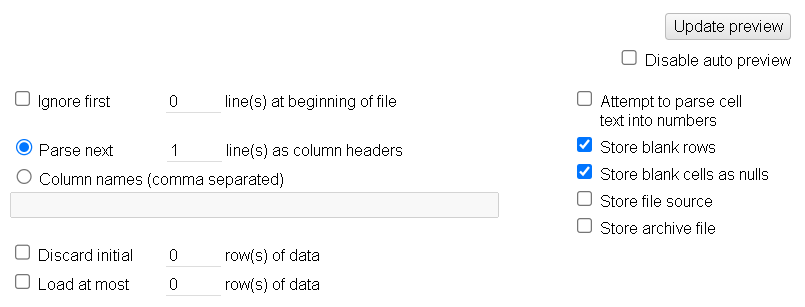 Update preview
Disable auto preview
Ignore first 0 line(s) at beginning of file
Attempt to parse cell
text into numbers
Parse next 1 line(s) as column headers
Store blank rows
Column names (comma separated)
Store blank cells as nulls
Store file source
Store archive file
Discard initial 0 row(s) of data
Load at most 0 row(s) of data